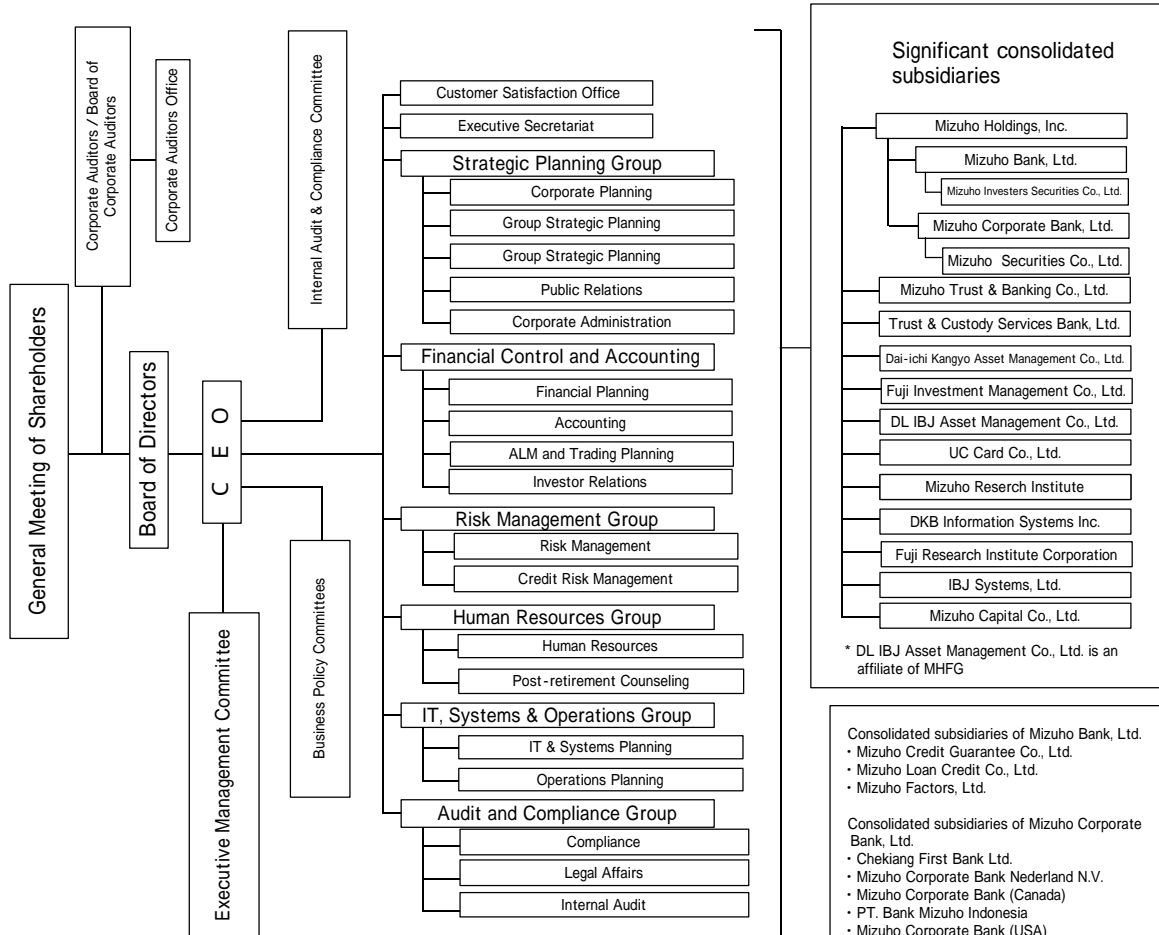 General Meeting of Shareholders
Corporate Auditors / Board of
Corporate Auditors
Corporate Auditors Office
Board of Directors
C E O
Internal Audit & Compliance Committee
Executive Management Committee
Business Policy Committees
Customer Satisfaction Office
Executive Secretariat
Strategic Planning Group
Corporate Planning
Group Strategic Planning
Group Strategic Planning
Public Relations
Corporate Administration
Financial Control and Accounting
Financial Planning
Accounting
ALM and Trading Planning
Investor Relations
Risk Management Group
Risk Management
Credit Risk Management
Human Resources Group
Human Resources
Post-retirement Counseling
IT, Systems & Operations Group
IT & Systems Planning
Operations Planning
Audit and Compliance Group
Compliance
Legal Affairs
Internal Audit
Significant consolidated
subsidiaries
Mizuho Holdings, Inc.
Mizuho Bank, Ltd.
Mizuho Investers Securities Co., Ltd.
Mizuho Corporate Bank, Ltd.
Mizuho Securities Co., Ltd.
Mizuho Trust & Banking Co., Ltd.
Trust & Custody Services Bank, Ltd.
Dai-ichi Kangyo Asset Management Co., Ltd.
Fuji Investment Management Co., Ltd.
DL IBJ Asset Management Co., Ltd.
UC Card Co., Ltd.
Mizuho Reserch Institute
DKB Information Systems Inc.
Fuji Research Institute Corporation
IBJ Systems, Ltd.
Mizuho Capital Co., Ltd.
* DL IBJ Asset Management Co., Ltd. is an
affiliate of MHFG
Consolidated subsidiaries of Mizuho Bank, Ltd.
・Mizuho Credit Guarantee Co., Ltd.
・Mizuho Loan Credit Co., Ltd.
・Mizuho Factors, Ltd.
Consolidated subsidiaries of Mizuho Corporate
Bank, Ltd.
・Chekiang First Bank Ltd.
・Mizuho Corporate Bank Nederland N.V.
・Mizuho Corporate Bank (Canada)
・PT. Bank Mizuho Indonesia
・Mizuho Corporate Bank (USA)